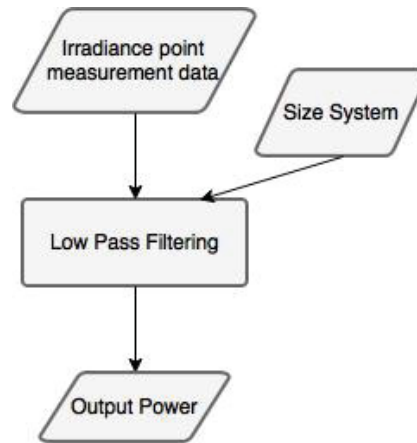 Irradiance point
measurement data
Size System
Low Pass Filtering
Output Power